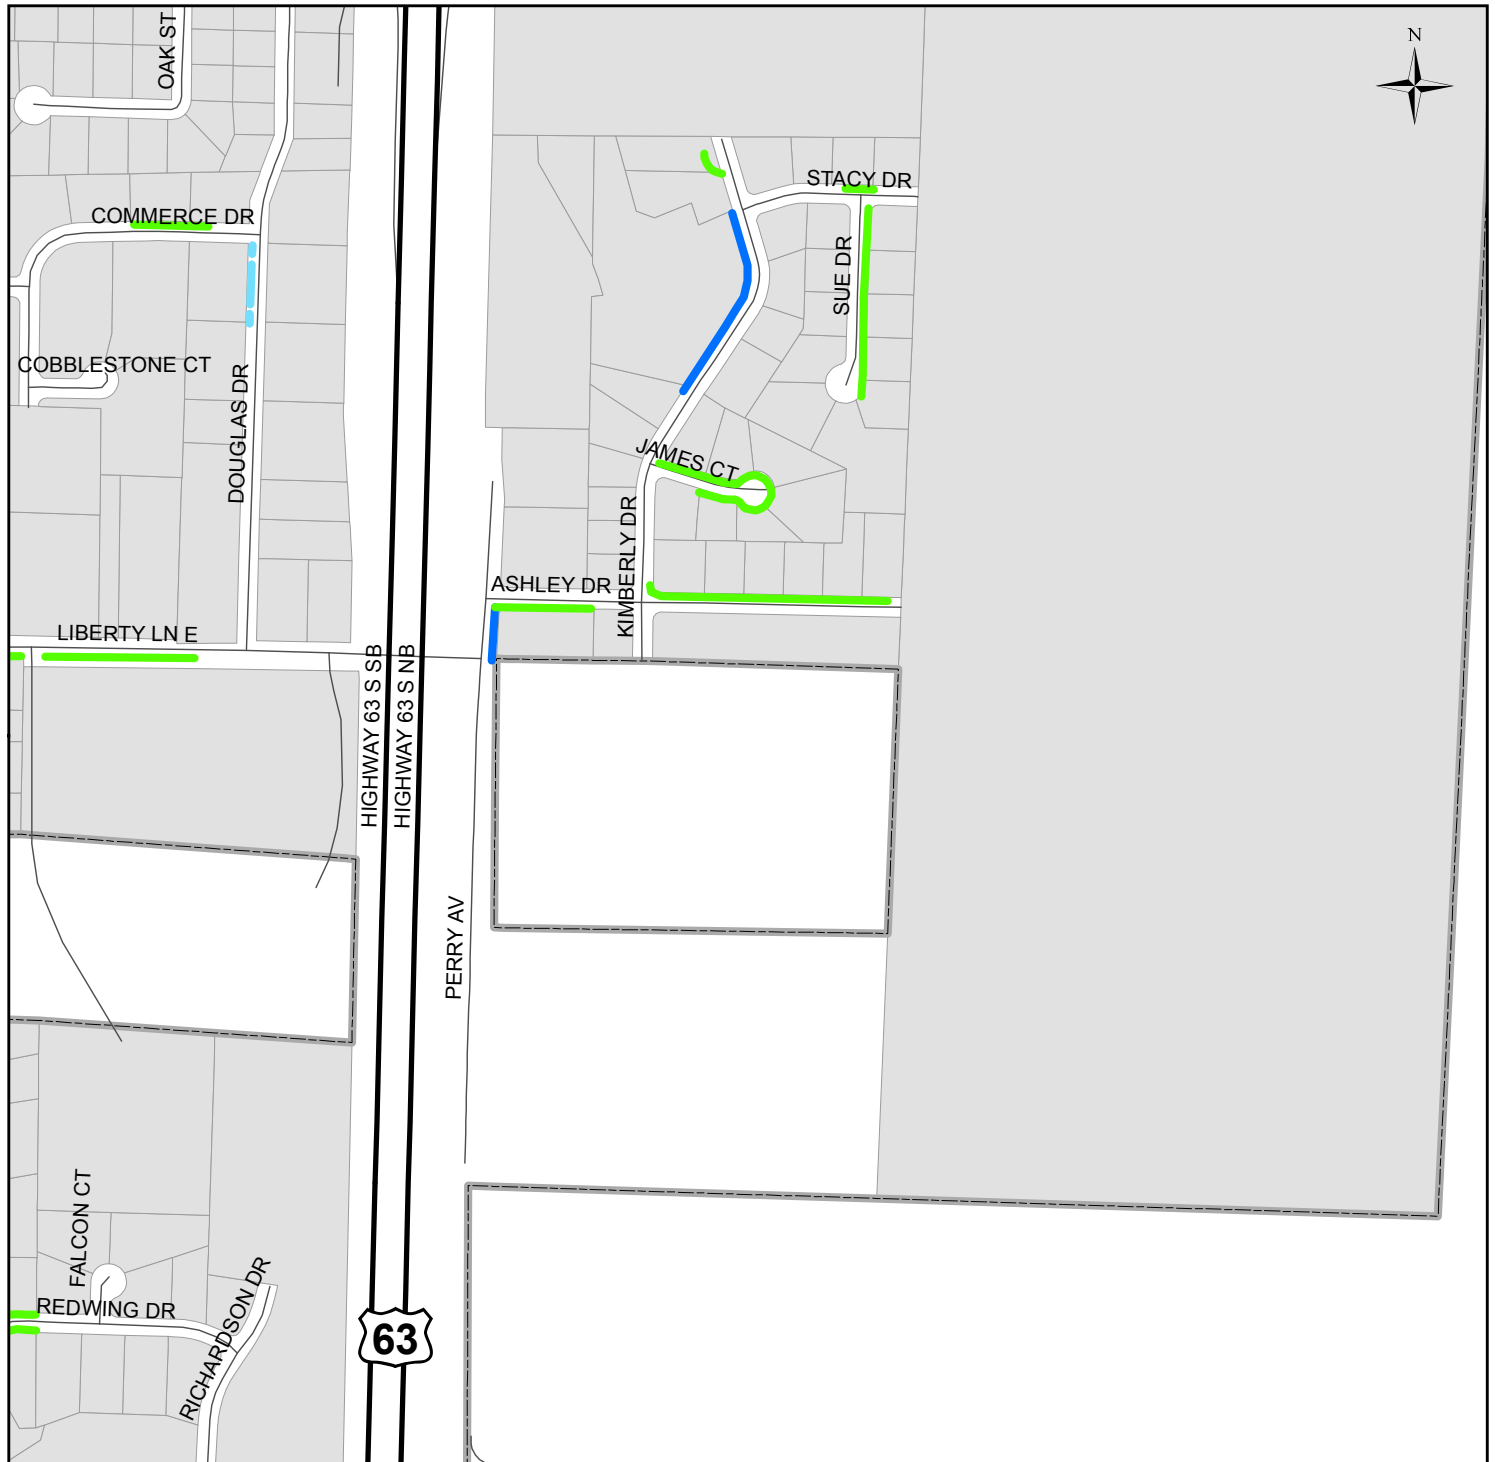 OAK ST
N
STACY DR
COMMERCE DR
SUE DR
COBBLESTONE CT
DOUGLAS DR
JAMES CT
KIMBERLY DR
ASHLEY DR
LIBERTY LN E
HIGHWAY 63 S SB
HIGHWAY 63 S NB
PERRY AV
FALCON CT
REDWING DR
RICHARDSON DR
63